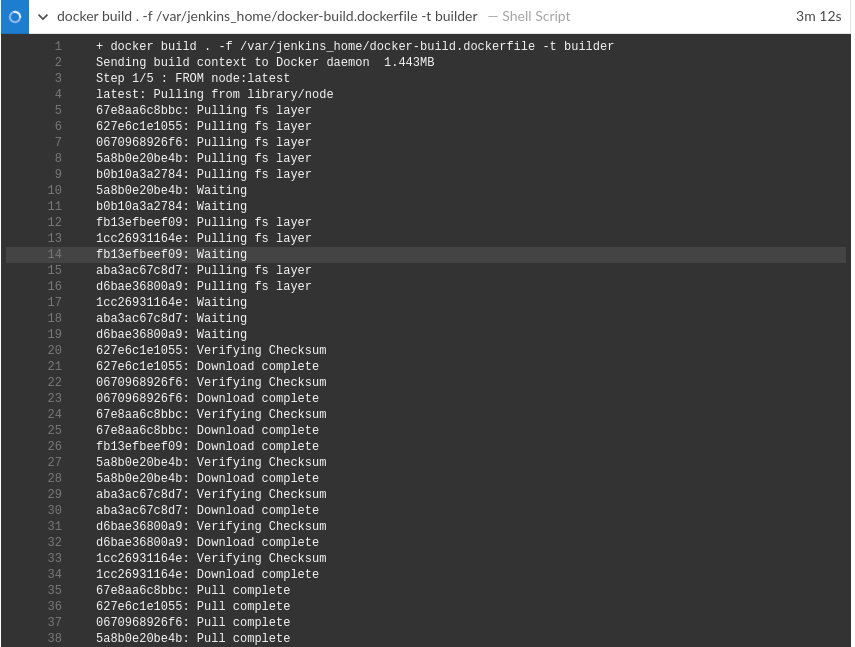 docker build . -f /var/jenkins_home/docker-build.dockerfile -t builder — Shell Script 3m 12s
1 + docker build . -f /var/jenkins_home/docker-build.dockerfile -t builder
2 Sending build context to Docker daemon  1.443MB
3 Step 1/5 : FROM node:latest
4 latest: Pulling from library/node
5 67e8aa6c8bbc: Pulling fs layer
6 627e6c1e1055: Pulling fs layer
7 0670968926f6: Pulling fs layer
8 5a8b0e20be4b: Pulling fs layer
9 b0b10a3a2784: Pulling fs layer
10 5a8b0e20be4b: Waiting
11 b0b10a3a2784: Waiting
12 fb13efbeef09: Pulling fs layer
13 1cc26931164e: Pulling fs layer
14 fb13efbeef09: Waiting
15 aba3ac67c8d7: Pulling fs layer
16 d6bae36800a9: Pulling fs layer
17 1cc26931164e: Waiting
18 aba3ac67c8d7: Waiting
19 d6bae36800a9: Waiting
20 627e6c1e1055: Verifying Checksum
21 627e6c1e1055: Download complete
22 0670968926f6: Verifying Checksum
23 0670968926f6: Download complete
24 67e8aa6c8bbc: Verifying Checksum
25 67e8aa6c8bbc: Download complete
26 fb13efbeef09: Download complete
27 5a8b0e20be4b: Verifying Checksum
28 5a8b0e20be4b: Download complete
29 aba3ac67c8d7: Verifying Checksum
30 aba3ac67c8d7: Download complete
31 d6bae36800a9: Verifying Checksum
32 d6bae36800a9: Download complete
33 1cc26931164e: Verifying Checksum
34 1cc26931164e: Download complete
35 67e8aa6c8bbc: Pull complete
36 627e6c1e1055: Pull complete
37 0670968926f6: Pull complete
38 5a8b0e20be4b: Pull complete